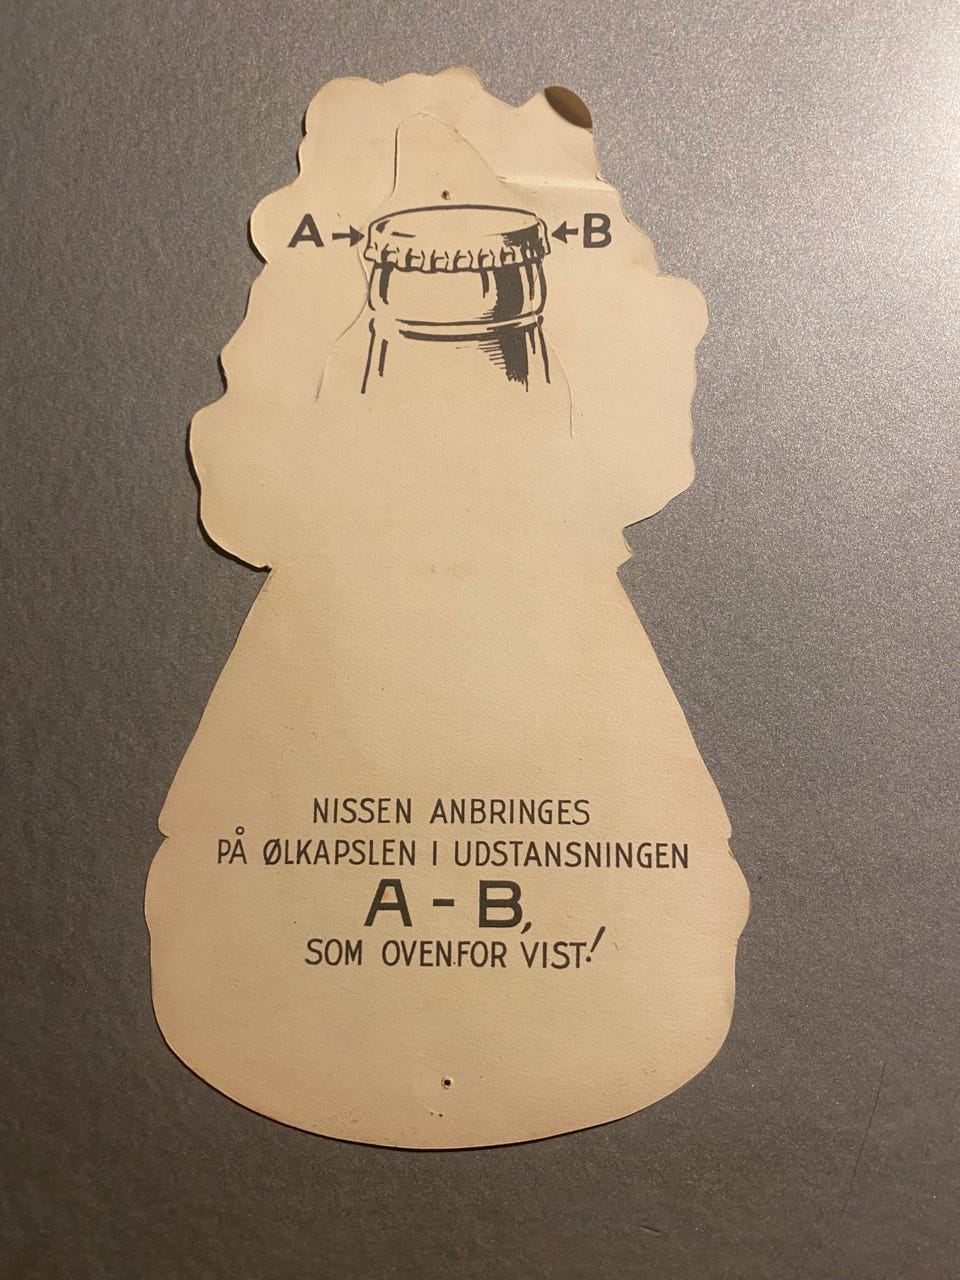 A B
NISSEN ANBRINGES
PÅ ØLKAPSLEN I UDSTANSNINGEN
A - B,
SOM OVENFOR VIST!